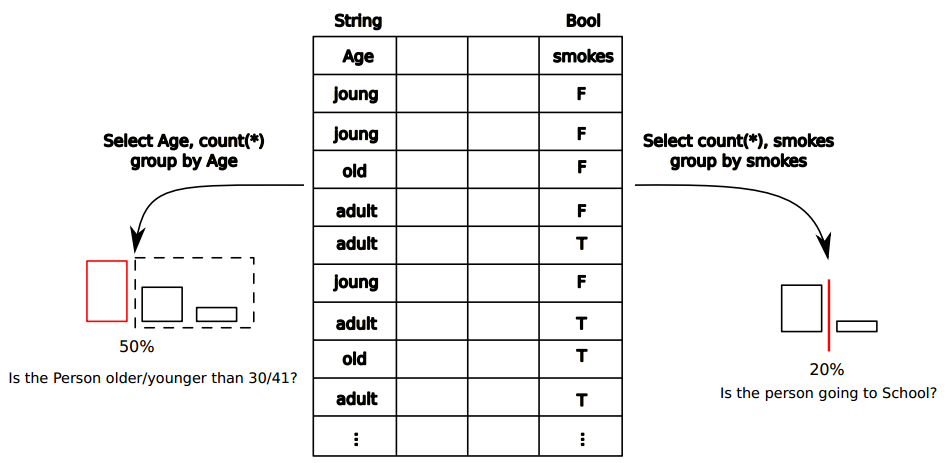 String Bool
Age smokes
joung F
joung F
old F
adult F
adult T
joung F
adult T
old T
adult T
⋮ ⋮
Select Age, count(*)
group by Age
50%
Is the Person older/younger than 30/41?
Select count(*), smokes
group by smokes
20%
Is the person going to School?